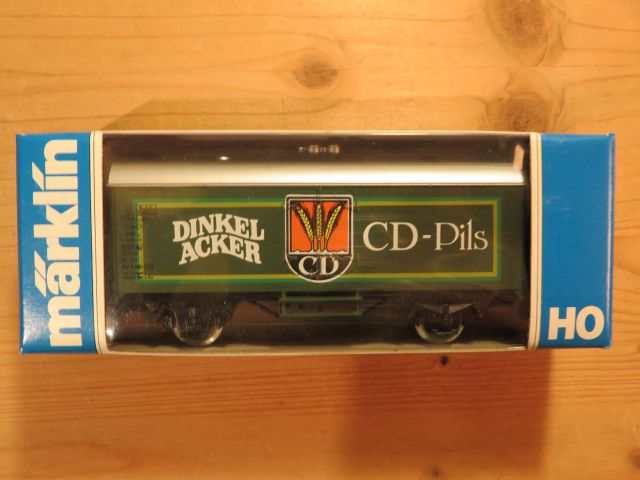 märklin
DINKEL
ACKER
CD
CD-Pils
HO